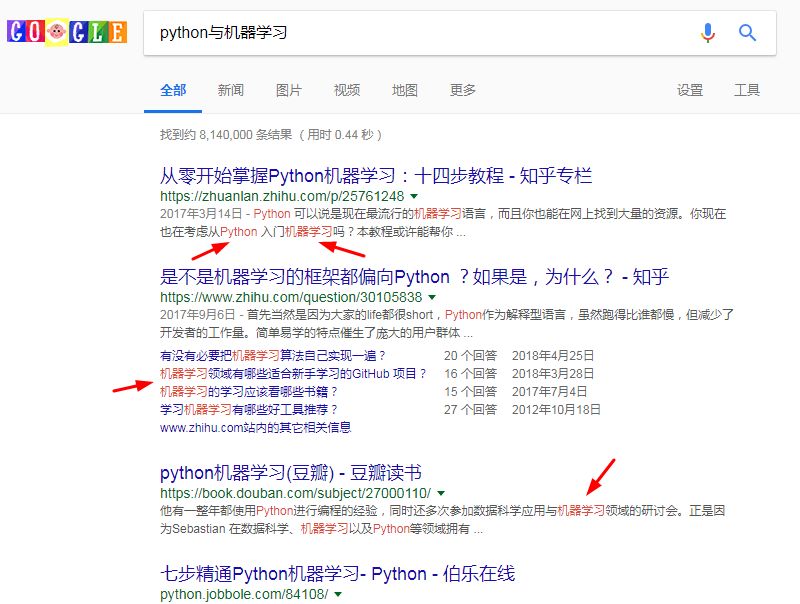 GOOGLE
python与机器学习
全部 新闻 图片 视频 地图 更多 设置 工具
找到约 8,140,000 条结果 （用时 0.44 秒）
从零开始掌握Python机器学习：十四步教程 - 知乎专栏
https://zhuanlan.zhihu.com/p/25761248
2017年3月14日 - Python 可以说是现在最流行的机器学习语言，而且你也能在网上找到大量的资源。你现在
也在考虑从Python 入门机器学习吗？本教程或许能帮你 ...
是不是机器学习的框架都偏向Python ？如果是，为什么？ - 知乎
https://www.zhihu.com/question/30105838
2017年9月6日 - 首先当然是因为大家的life都很short，Python作为解释型语言，虽然跑得比谁都慢，但减少了
开发者的工作量。简单易学的特点催生了庞大的用户群体 ...
有没有必要把机器学习算法自己实现一遍？ 20 个回答 2018年4月25日
机器学习领域有哪些适合新手学习的GitHub 项目？ 16 个回答 2018年3月28日
机器学习的学习应该看哪些书籍？ 15 个回答 2017年7月4日
学习机器学习有哪些好工具推荐？ 27 个回答 2012年10月18日
www.zhihu.com站内的其它相关信息
python机器学习(豆瓣) - 豆瓣读书
https://book.douban.com/subject/27000110/
他有一整年都使用Python进行编程的经验，同时还多次参加数据科学应用与机器学习领域的研讨会。正是因
为Sebastian 在数据科学、机器学习以及Python等领域拥有 ...
七步精通Python机器学习- Python - 伯乐在线
python.jobbole.com/84108/